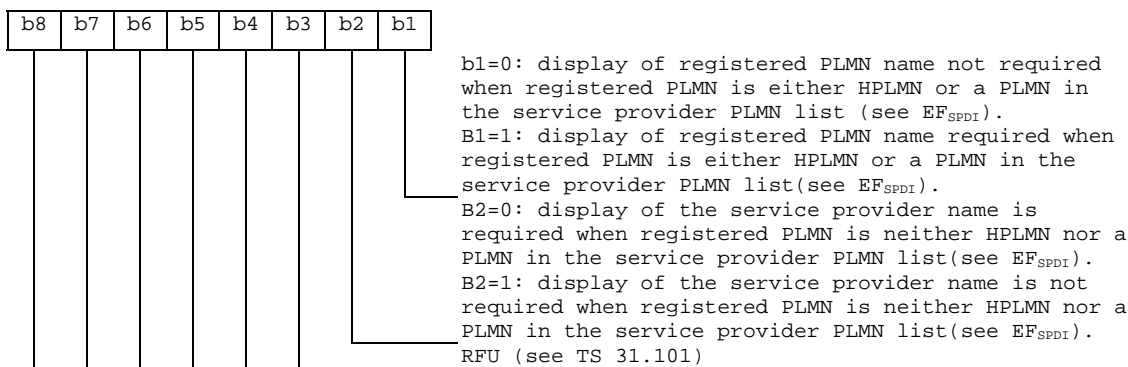 b8 b7 b6 b5 b4 b3 b2 b1
b1=0: display of registered PLMN name not required
when registered PLMN is either HPLMN or a PLMN in
the service provider PLMN list (see EFSPDI).
B1=1: display of registered PLMN name required when
registered PLMN is either HPLMN or a PLMN in the
service provider PLMN list(see EFSPDI).
B2=0: display of the service provider name is
required when registered PLMN is neither HPLMN nor a
PLMN in the service provider PLMN list(see EFSPDI).
B2=1: display of the service provider name is not
required when registered PLMN is neither HPLMN nor a
PLMN in the service provider PLMN list(see EFSPDI).
RFU (see TS 31.101)